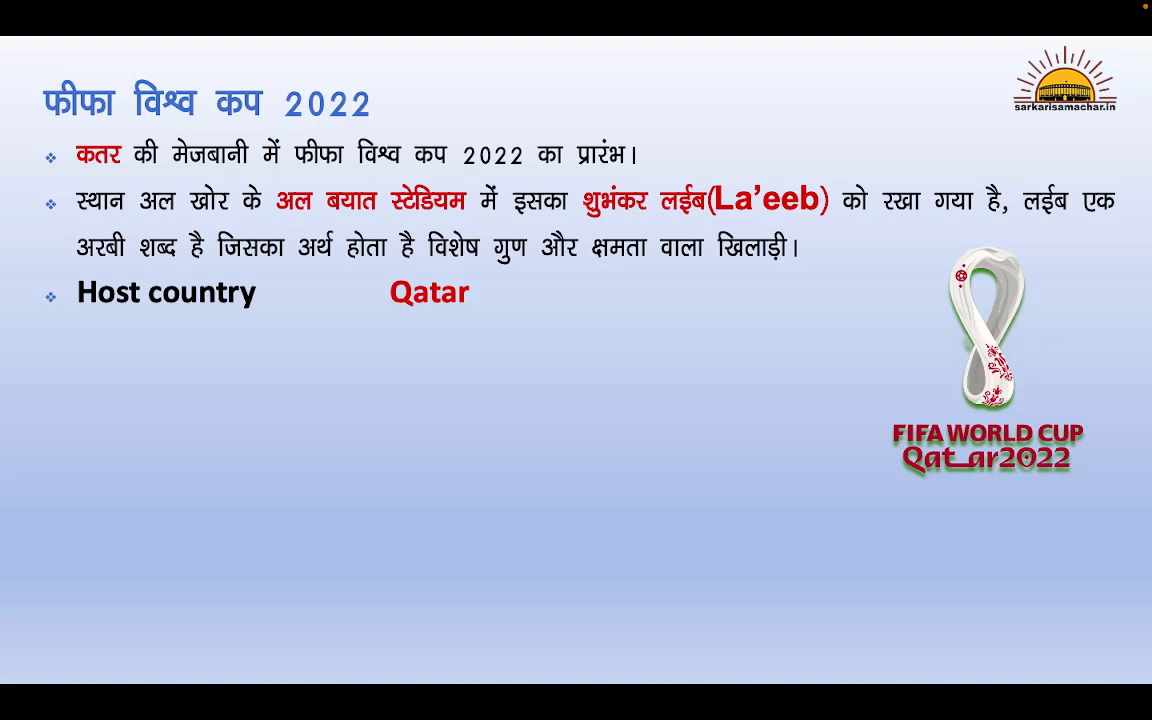 sarkarisamachar.in
फीफा विश्व कप 2022
कतर की मेजबानी में फीफा विश्व कप 2022 का प्रारंभ।
स्थान अल खोर के अल बयात स्टेडियम में इसका शुभंकर लईब(La’eeb) को रखा गया है, लईब एक
अरबी शब्द है जिसका अर्थ होता है विशेष गुण और क्षमता वाला खिलाड़ी।
Host country Qatar
FIFA WORLD CUP
Qatar2022